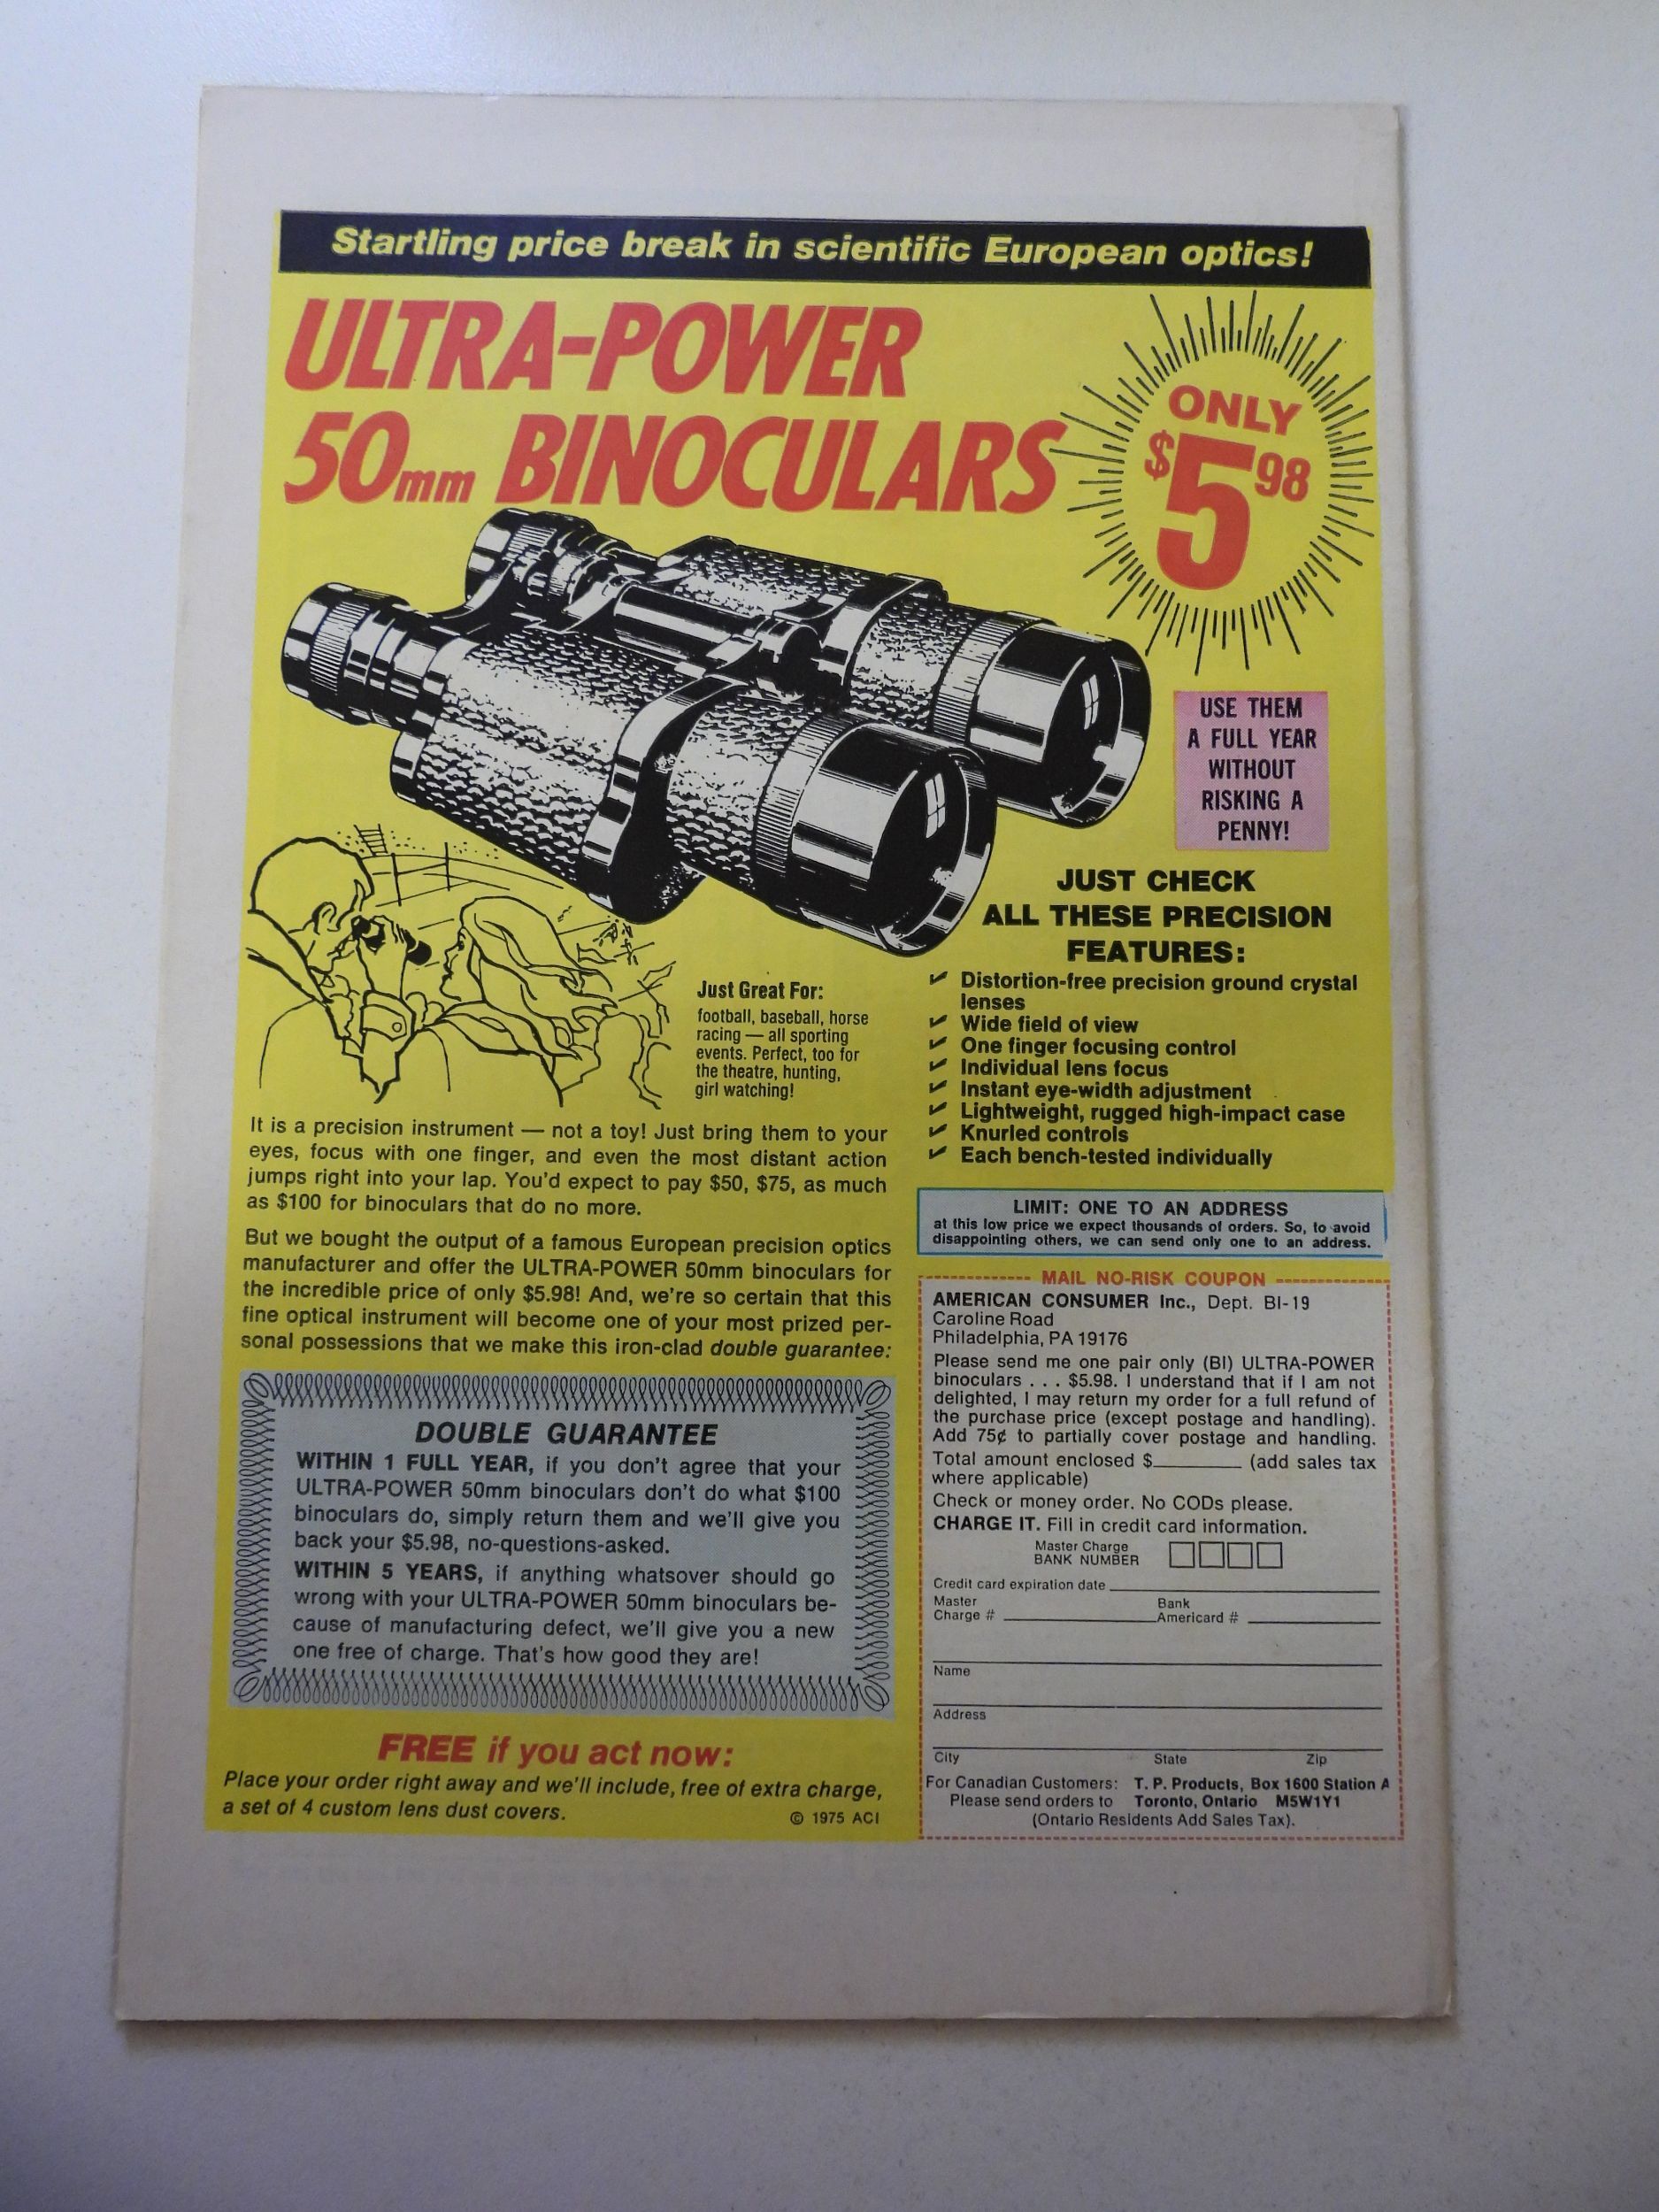 Startling price break in scientific European optics!
ULTRA-POWER
50mm BINOCULARS
ONLY
$5 98
USE THEM
A FULL YEAR
WITHOUT
RISKING A
PENNY!
JUST CHECK
ALL THESE PRECISION
FEATURES:
✔ Distortion-free precision ground crystal
lenses
✔ Wide field of view
✔ One finger focusing control
✔ Individual lens focus
✔ Instant eye-width adjustment
✔ Lightweight, rugged high-impact case
✔ Knurled controls
✔ Each bench-tested individually
Just Great For:
football, baseball, horse
racing — all sporting
events. Perfect, too for
the theatre, hunting,
girl watching!
It is a precision instrument — not a toy! Just bring them to your
eyes, focus with one finger, and even the most distant action
jumps right into your lap. You'd expect to pay $50, $75, as much
as $100 for binoculars that do no more.
But we bought the output of a famous European precision optics
manufacturer and offer the ULTRA-POWER 50mm binoculars for
the incredible price of only $5.98! And, we're so certain that this
fine optical instrument will become one of your most prized per-
sonal possessions that we make this iron-clad double guarantee:
DOUBLE GUARANTEE
WITHIN 1 FULL YEAR, if you don't agree that your
ULTRA-POWER 50mm binoculars don't do what $100
binoculars do, simply return them and we'll give you
back your $5.98, no-questions-asked.
WITHIN 5 YEARS, if anything whatsover should go
wrong with your ULTRA-POWER 50mm binoculars be-
cause of manufacturing defect, we'll give you a new
one free of charge. That's how good they are!
FREE if you act now:
Place your order right away and we'll include, free of extra charge,
a set of 4 custom lens dust covers.
© 1975 ACI
LIMIT: ONE TO AN ADDRESS
at this low price we expect thousands of orders. So, to avoid
disappointing others, we can send only one to an address.
MAIL NO-RISK COUPON
AMERICAN CONSUMER Inc., Dept. BI-19
Caroline Road
Philadelphia, PA 19176
Please send me one pair only (BI) ULTRA-POWER
binoculars . . . $5.98. I understand that if I am not
delighted, I may return my order for a full refund of
the purchase price (except postage and handling).
Add 75¢ to partially cover postage and handling.
Total amount enclosed $________ (add sales tax
where applicable)
Check or money order. No CODs please.
CHARGE IT. Fill in credit card information.
Master Charge
BANK NUMBER
Credit card expiration date
Master Bank
Charge # Americard #
Name
Address
City State Zip
For Canadian Customers: T. P. Products, Box 1600 Station A
Please send orders to Toronto, Ontario M5W1Y1
(Ontario Residents Add Sales Tax).